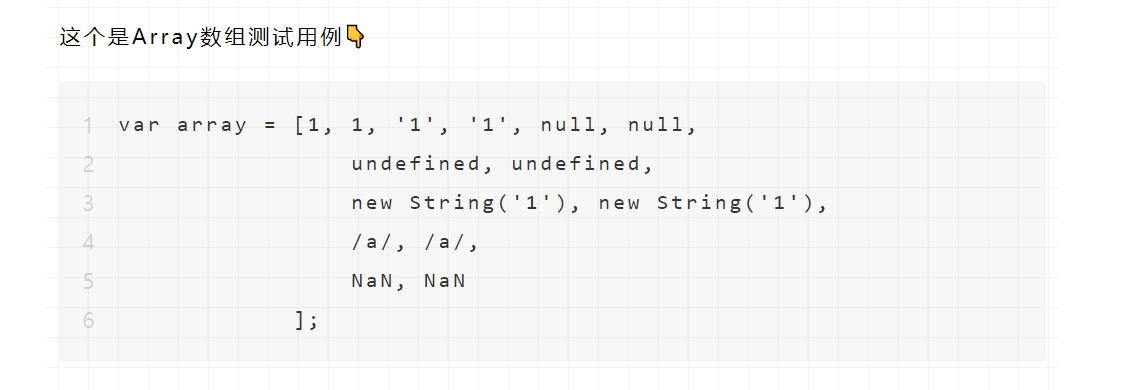 这个是Array数组测试用例👇
1 var array = [1, 1, '1', '1', null, null,
2 undefined, undefined,
3 new String('1'), new String('1'),
4 /a/, /a/,
5 NaN, NaN
6 ];